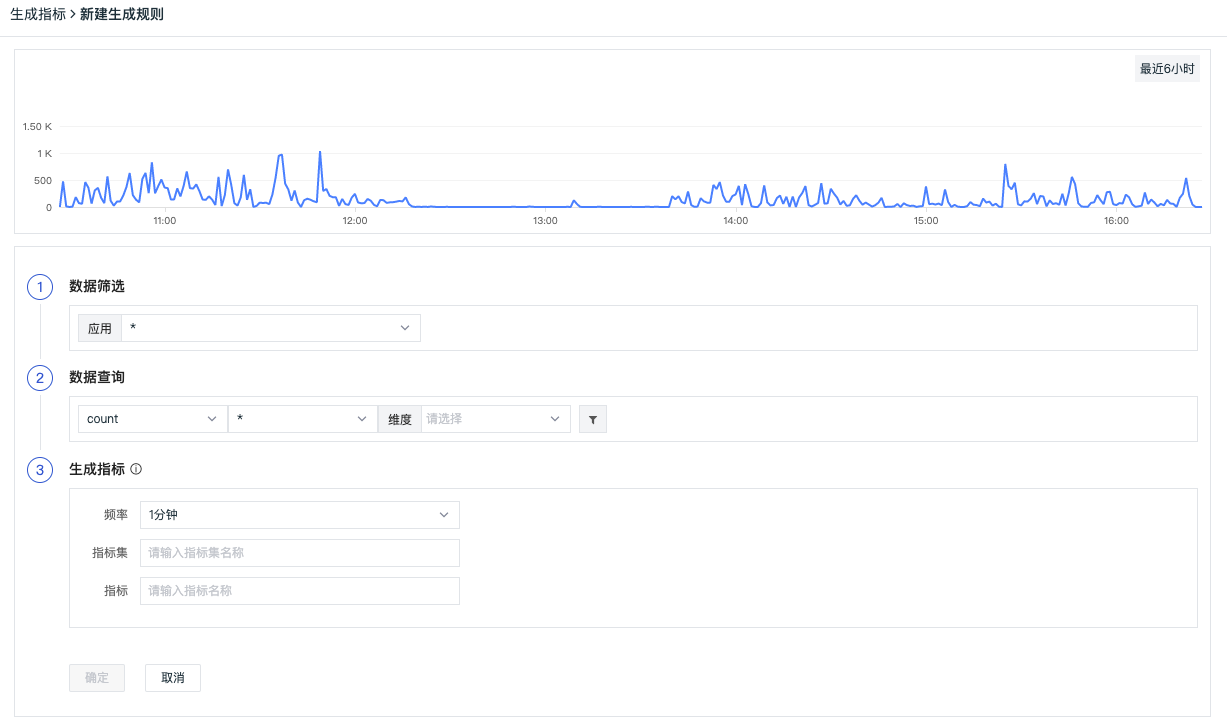 生成指标 > 新建生成规则
最近6小时
1.50 K
1 K
500
0
11:00 12:00 13:00 14:00 15:00 16:00
1 数据筛选
应用 *
2 数据查询
count * 维度 请选择
3 生成指标
频率 1分钟
指标集 请输入指标集名称
指标 请输入指标名称
确定 取消